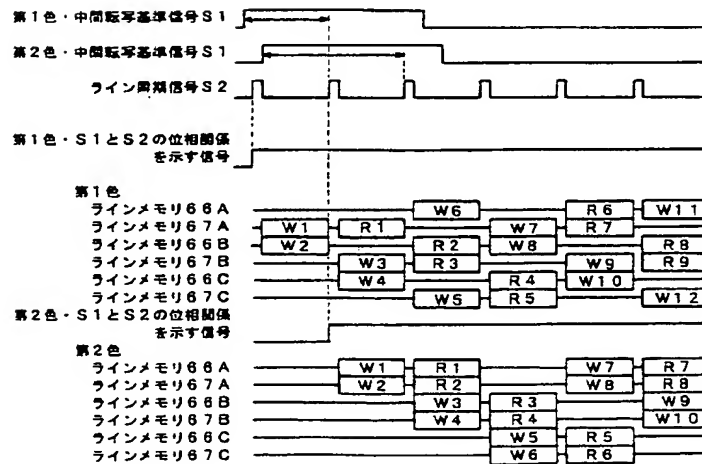 第1色・中間転写基準信号S1
第2色・中間転写基準信号S1
ライン周期信号S2
第1色・S1とS2の位相関係
を示す信号
第1色
ラインメモリ66A W6 R6 W11
ラインメモリ67A W1 R1 W7 R7
ラインメモリ66B W2 R2 W8 R8
ラインメモリ67B W3 R3 W9 R9
ラインメモリ66C W4 R4 W10
ラインメモリ67C W5 R5 W12
第2色・S1とS2の位相関係
を示す信号
第2色
ラインメモリ66A W1 R1 W7 R7
ラインメモリ67A W2 R2 W8 R8
ラインメモリ66B W3 R3 W9
ラインメモリ67B W4 R4 W10
ラインメモリ66C W5 R5
ラインメモリ67C W6 R6